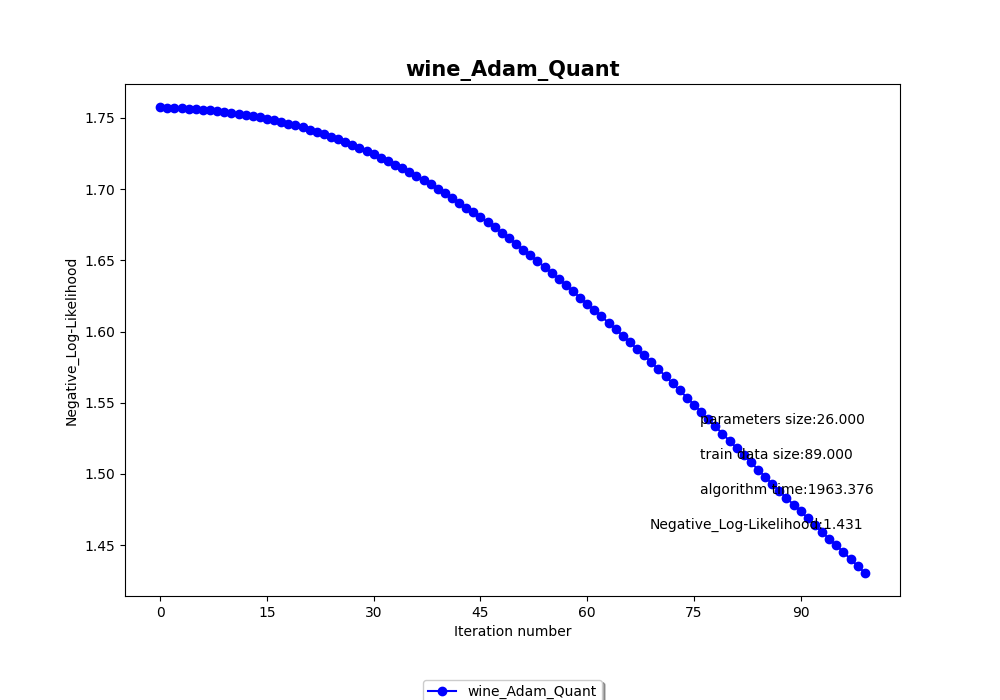 wine_Adam_Quant
1.75
1.70
1.65
1.60
1.55
1.50
1.45
Negative_Log-Likelihood
parameters size:26.000
train data size:89.000
algorithm time:1963.376
Negative_Log-Likelihood:1.431
0 15 30 45 60 75 90
Iteration number
wine_Adam_Quant